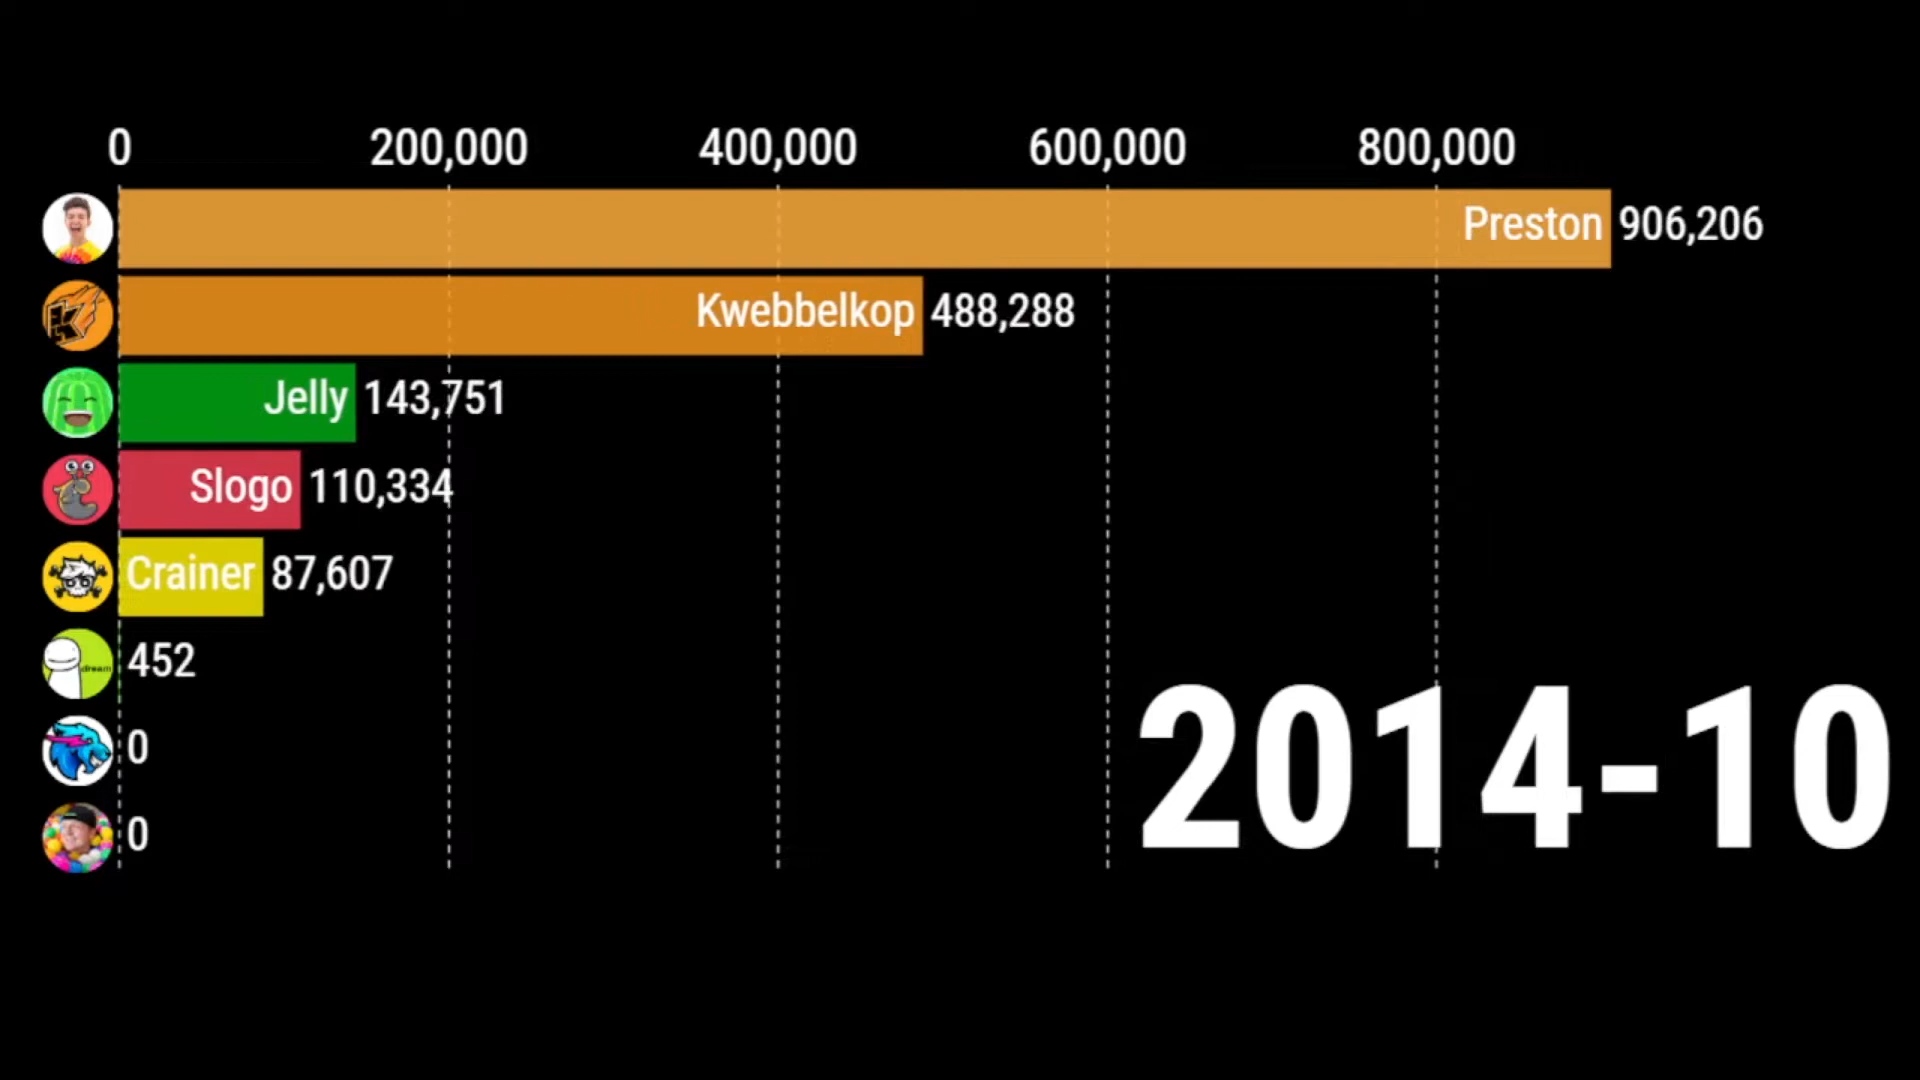 0 200,000 400,000 600,000 800,000
Preston 906,206
Kwebbelkop 488,288
Jelly 143,751
Slogo 110,334
Crainer 87,607
dream 452
0
0
2014-10